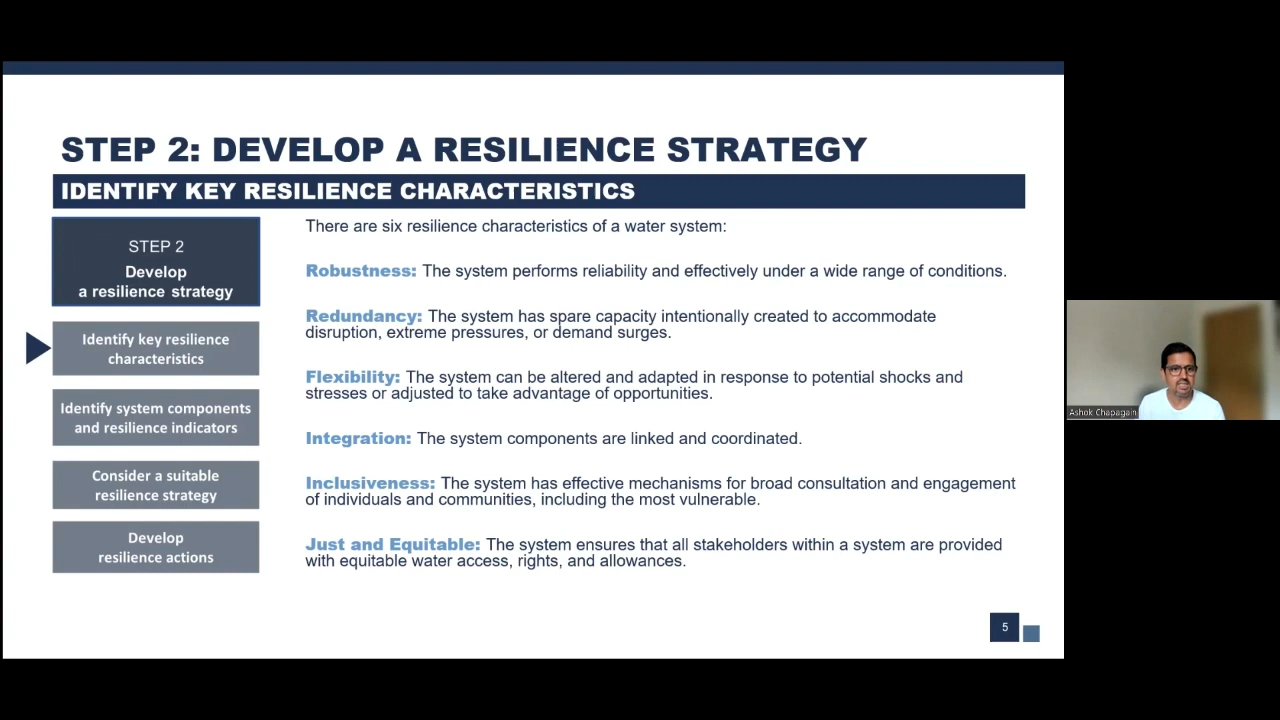 STEP 2: DEVELOP A RESILIENCE STRATEGY
IDENTIFY KEY RESILIENCE CHARACTERISTICS
STEP 2
Develop
a resilience strategy
Identify key resilience
characteristics
Identify system components
and resilience indicators
Consider a suitable
resilience strategy
Develop
resilience actions
There are six resilience characteristics of a water system:
Robustness: The system performs reliability and effectively under a wide range of conditions.
Redundancy: The system has spare capacity intentionally created to accommodate
disruption, extreme pressures, or demand surges.
Flexibility: The system can be altered and adapted in response to potential shocks and
stresses or adjusted to take advantage of opportunities.
Integration: The system components are linked and coordinated.
Inclusiveness: The system has effective mechanisms for broad consultation and engagement
of individuals and communities, including the most vulnerable.
Just and Equitable: The system ensures that all stakeholders within a system are provided
with equitable water access, rights, and allowances.
5
Ashok Chapagain